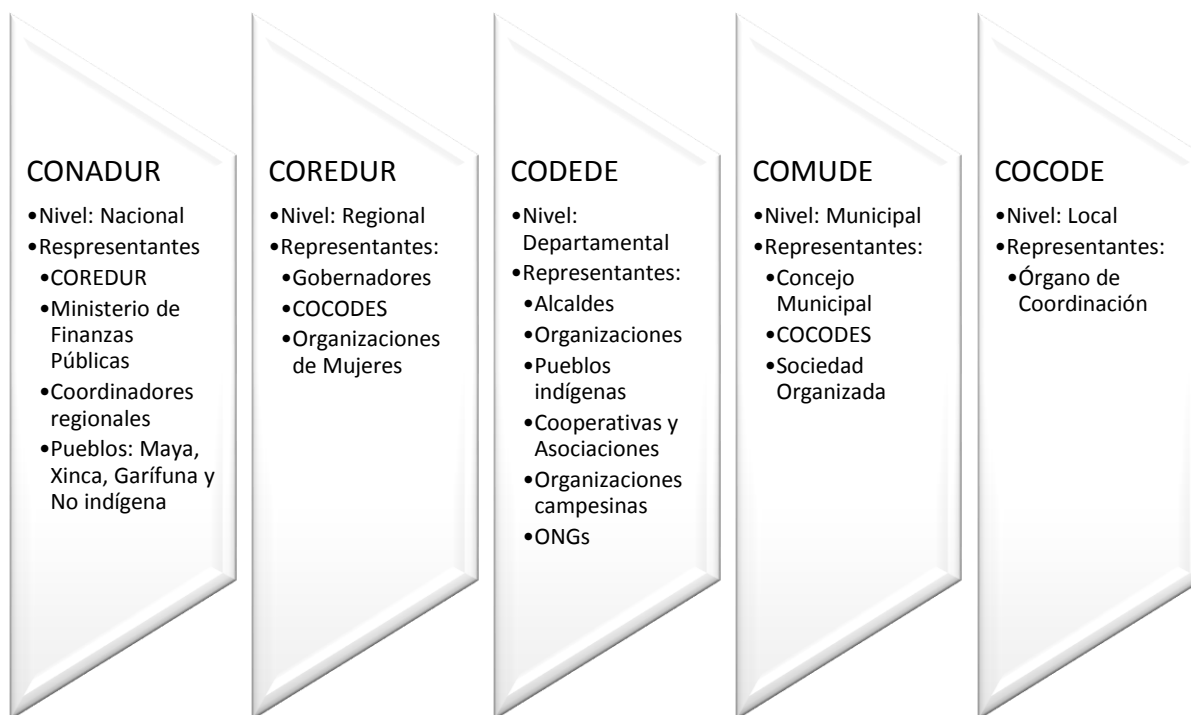 CONADUR
•Nivel: Nacional
•Respresentantes
•COREDUR
•Ministerio de
Finanzas
Públicas
•Coordinadores
regionales
•Pueblos: Maya,
Xinca, Garífuna y
No indígena
COREDUR
•Nivel: Regional
•Representantes:
•Gobernadores
•COCODES
•Organizaciones
de Mujeres
CODEDE
•Nivel:
Departamental
•Representantes:
•Alcaldes
•Organizaciones
•Pueblos
indígenas
•Cooperativas y
Asociaciones
•Organizaciones
campesinas
•ONGs
COMUDE
•Nivel: Municipal
•Representantes:
•Concejo
Municipal
•COCODES
•Sociedad
Organizada
COCODE
•Nivel: Local
•Representantes:
•Órgano de
Coordinación